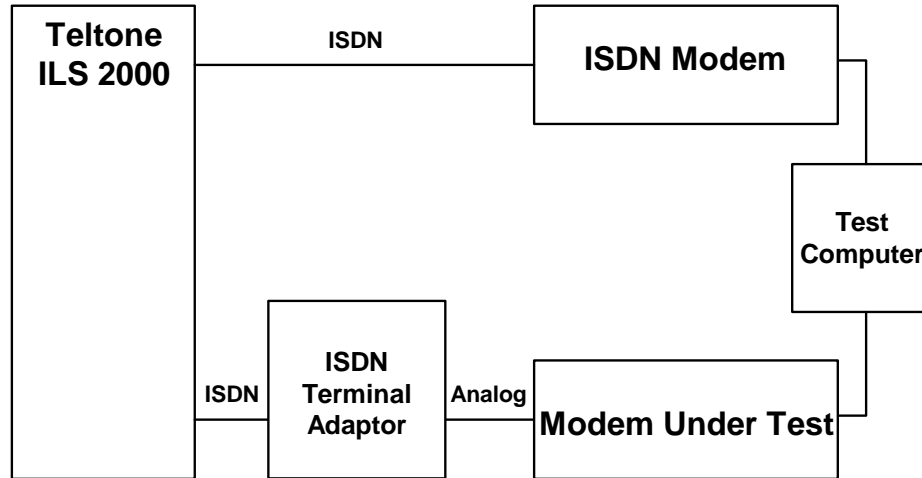 Teltone
ILS 2000
ISDN
ISDN Modem
Test
Computer
ISDN
Terminal
Adaptor
ISDN
Analog
Modem Under Test